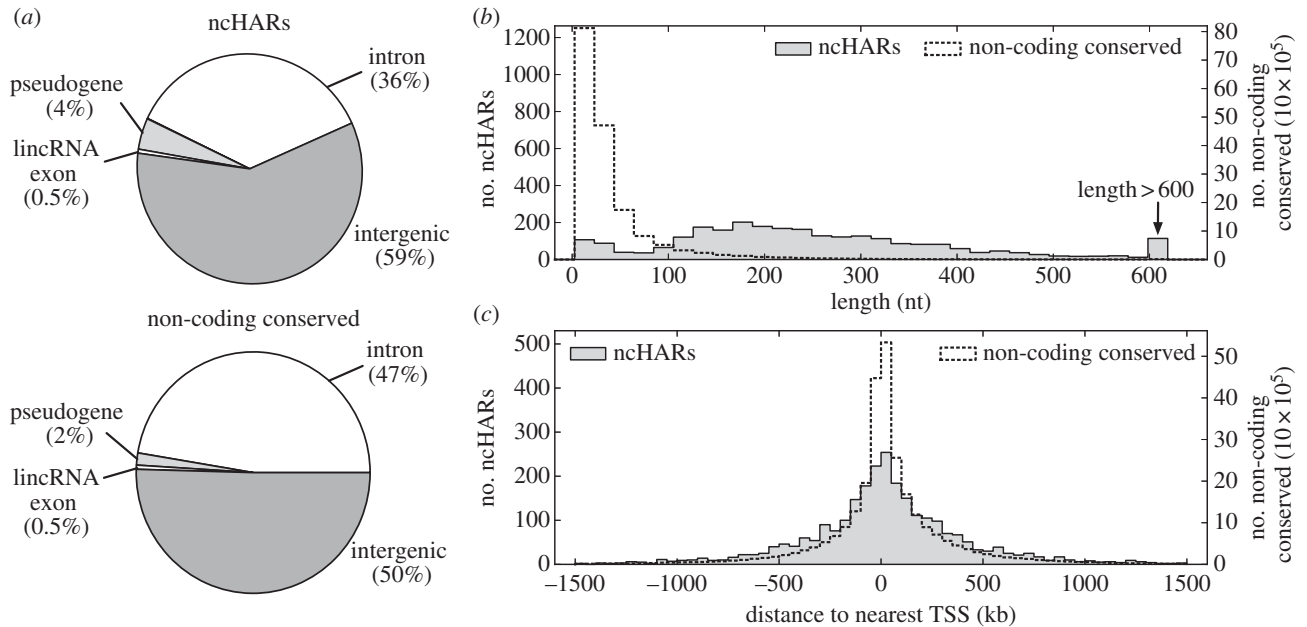 (a)
ncHARs
intron
(36%)
pseudogene
(4%)
lincRNA
exon
(0.5%)
intergenic
(59%)
non-coding conserved
intron
(47%)
pseudogene
(2%)
lincRNA
exon
(0.5%)
intergenic
(50%)
(b)
no. ncHARs
1200
1000
800
600
400
200
0
ncHARs
non-coding conserved
length > 600
0 100 200 300 400 500 600
length (nt)
80
70
60
50
40
30
20
10
0
no. non-coding
conserved (10 × 10⁵)
(c)
no. ncHARs
500
400
300
200
100
0
ncHARs
non-coding conserved
−1500 −1000 −500 0 500 1000 1500
distance to nearest TSS (kb)
50
40
30
20
10
0
no. non-coding
conserved (10 × 10⁵)